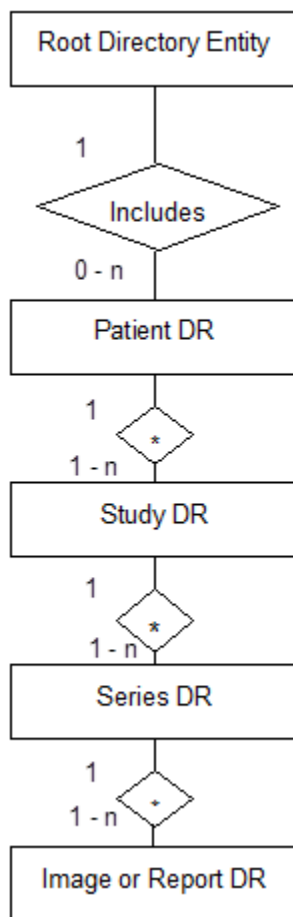 Root Directory Entity
1
Includes
0 - n
Patient DR
1
*
1 - n
Study DR
1
*
1 - n
Series DR
1
*
1 - n
Image or Report DR